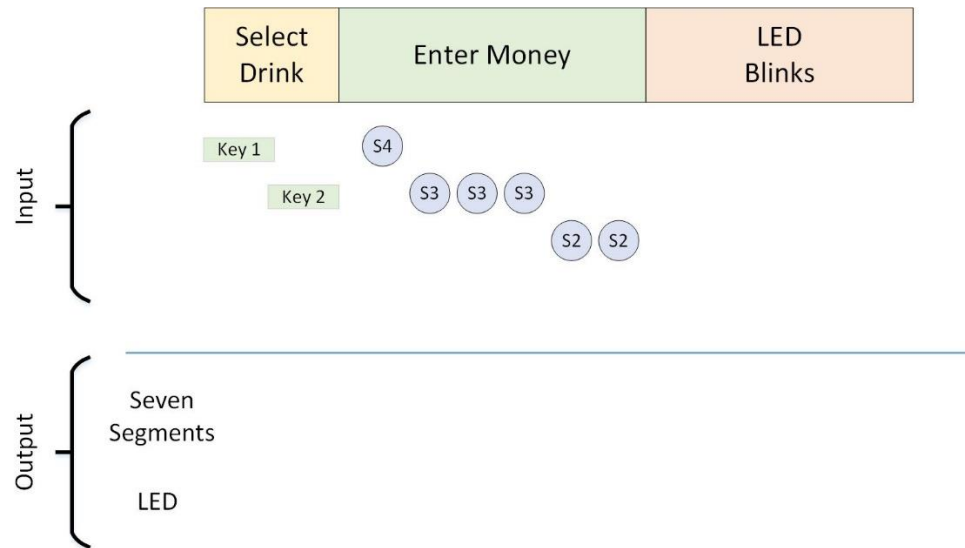 Select
Drink
Enter Money
LED
Blinks
Input
Key 1
S4
Key 2
S3 S3 S3
S2 S2
Output
Seven
Segments
LED